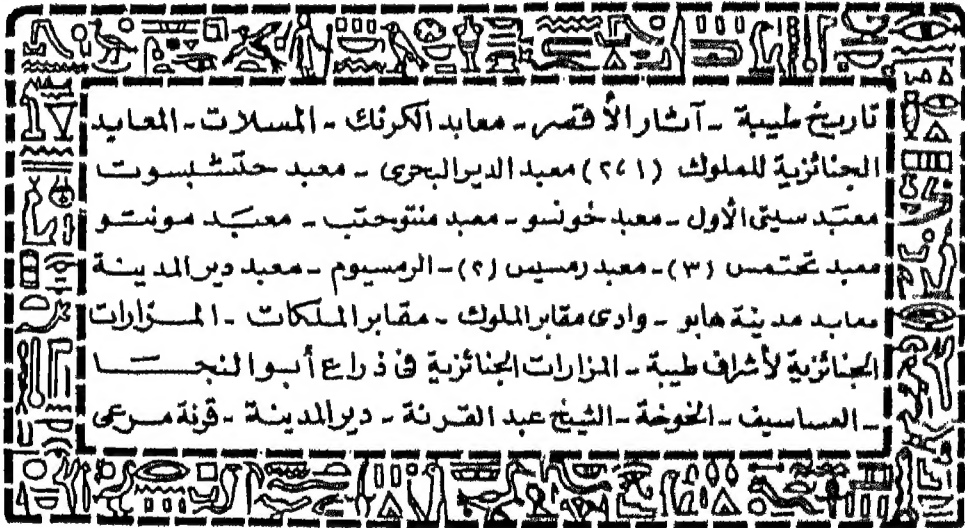 تاريخ طيبة - آثار الأقصر - معابد الكرنك - المسلات - المعابد
الجنائزية للملوك (٢،١) معبد الدير البحرى - معبد حتشبسوت
معبد سيتى الأول - معبد خونسو - معبد منتوحتب - معبد مونتو
معبد تحتمس (٣) - معبد رمسيس (٢) - الرمسيوم - معبد دير المدينة
معابد مدينة هابو - وادى مقابر الملوك - مقابر الملكات - المزارات
الجنائزية لأشراف طيبة - المزارات الجنائزية فى ذراع أبو النجا
- العساسيف - الخوخة - الشيخ عبد القرنة - دير المدينة - قرنة مرعى